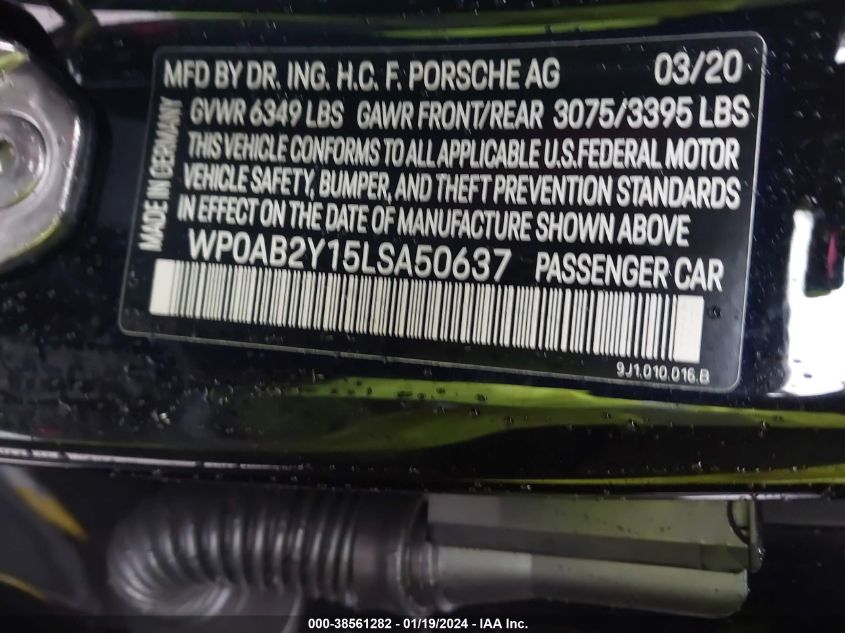 MFD BY DR. ING. H.C. F. PORSCHE AG 03/20
GVWR 6349 LBS GAWR FRONT/REAR 3075/3395 LBS
THIS VEHICLE CONFORMS TO ALL APPLICABLE U.S.FEDERAL MOTOR
VEHICLE SAFETY, BUMPER, AND THEFT PREVENTION STANDARDS
IN EFFECT ON THE DATE OF MANUFACTURE SHOWN ABOVE
WP0AB2Y15LSA50637 PASSENGER CAR
MADE IN GERMANY
9J1.010.016.B
000-38561282 - 01/19/2024 - IAA, Inc.